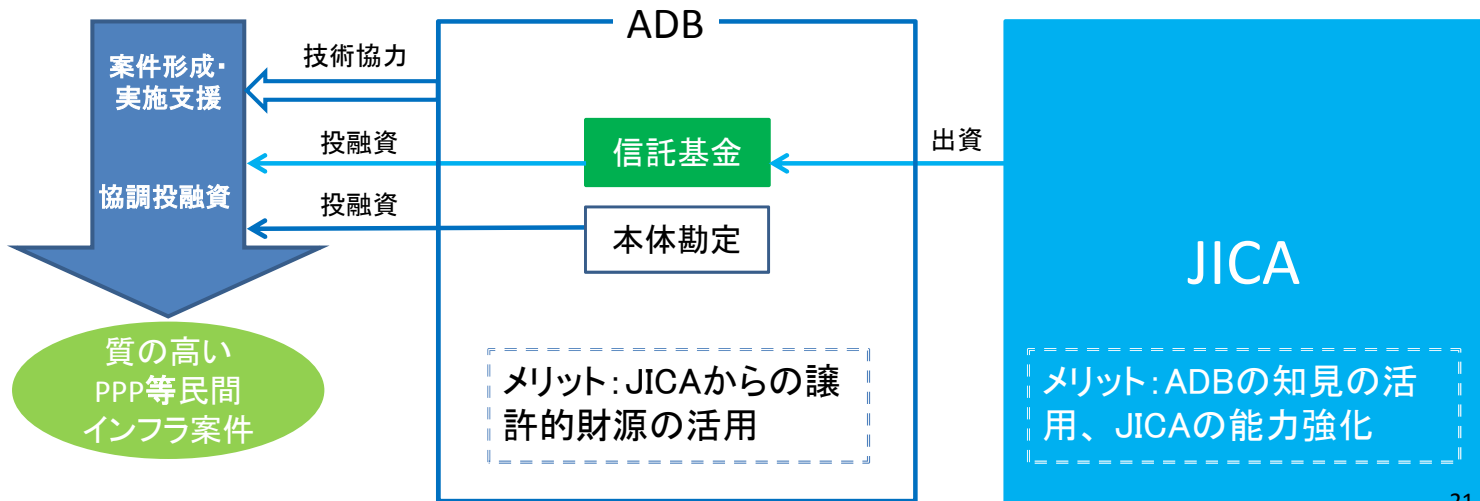 ADB
案件形成・
実施支援
技術協力
投融資
信託基金
出資
協調投融資
投融資
本体勘定
JICA
質の高い
PPP等民間
インフラ案件
メリット：JICAからの譲
許的財源の活用
メリット：ADBの知見の活
用、JICAの能力強化